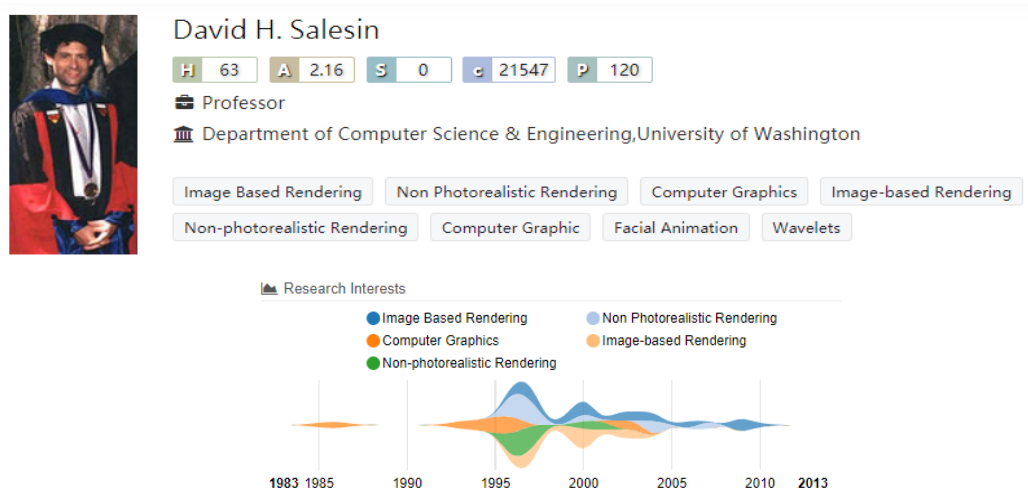 David H. Salesin
H 63 A 2.16 S 0 c 21547 P 120
Professor
Department of Computer Science & Engineering,University of Washington
Image Based Rendering Non Photorealistic Rendering Computer Graphics Image-based Rendering
Non-photorealistic Rendering Computer Graphic Facial Animation Wavelets
Research Interests
Image Based Rendering Non Photorealistic Rendering
Computer Graphics Image-based Rendering
Non-photorealistic Rendering
1983 1985 1990 1995 2000 2005 2010 2013